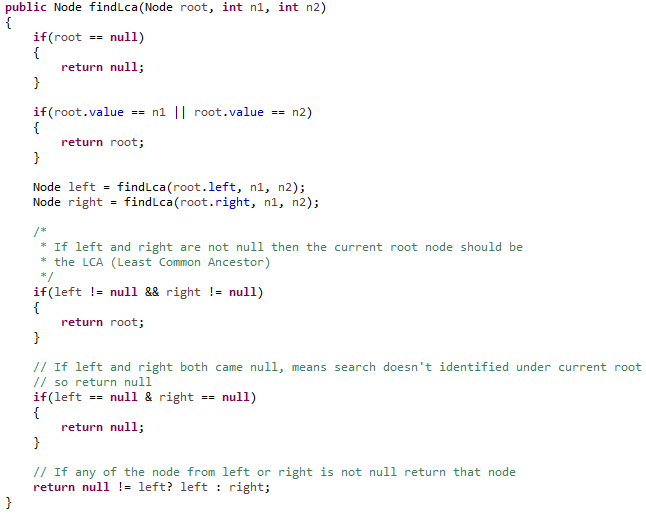 public Node findLca(Node root, int n1, int n2)
{
    if(root == null)
    {
        return null;
    }

    if(root.value == n1 || root.value == n2)
    {
        return root;
    }

    Node left = findLca(root.left, n1, n2);
    Node right = findLca(root.right, n1, n2);

    /*
     * If left and right are not null then the current root node should be
     * the LCA (Least Common Ancestor)
     */
    if(left != null && right != null)
    {
        return root;
    }

    // If left and right both came null, means search doesn't identified under current root
    // so return null
    if(left == null & right == null)
    {
        return null;
    }

    // If any of the node from left or right is not null return that node
    return null != left? left : right;
}